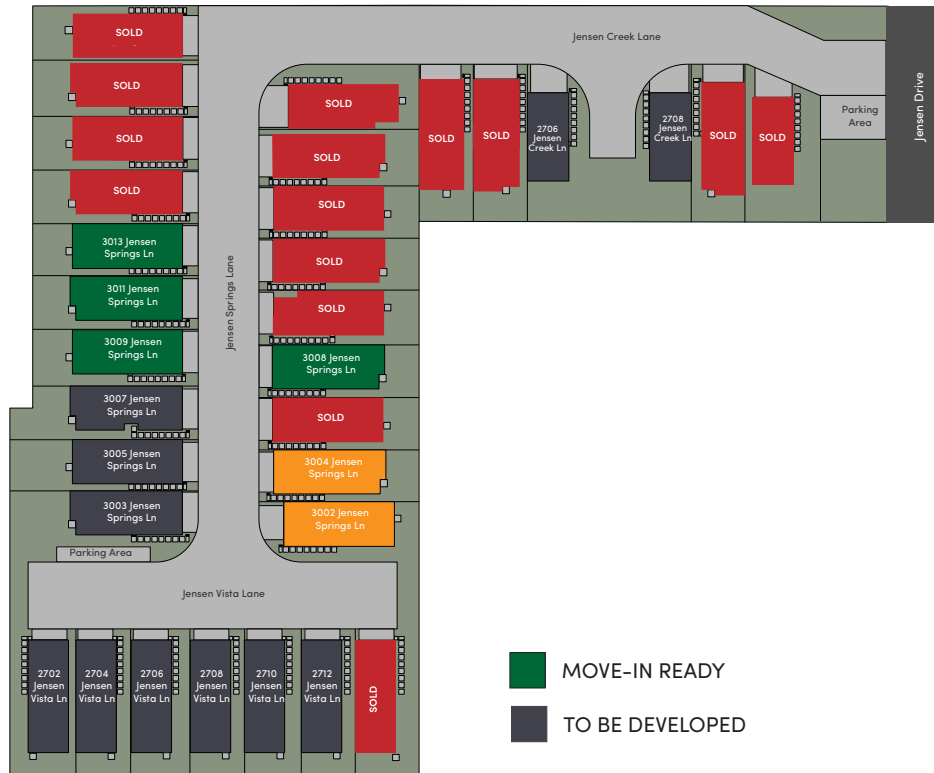 SOLD
Jensen Creek Lane
Jensen Drive
SOLD
SOLD
SOLD
SOLD
2706
Jensen
Creek Ln
2708
Jensen
Creek Ln
SOLD
SOLD
Parking
Area
SOLD
SOLD
SOLD
SOLD
SOLD
3013 Jensen
Springs Ln
SOLD
Jensen Springs Lane
3011 Jensen
Springs Ln
SOLD
3009 Jensen
Springs Ln
3008 Jensen
Springs Ln
3007 Jensen
Springs Ln
SOLD
3005 Jensen
Springs Ln
3004 Jensen
Springs Ln
3003 Jensen
Springs Ln
3002 Jensen
Springs Ln
Parking Area
Jensen Vista Lane
2702
Jensen
Vista Ln
2704
Jensen
Vista Ln
2706
Jensen
Vista Ln
2708
Jensen
Vista Ln
2710
Jensen
Vista Ln
2712
Jensen
Vista Ln
SOLD
MOVE-IN READY
TO BE DEVELOPED